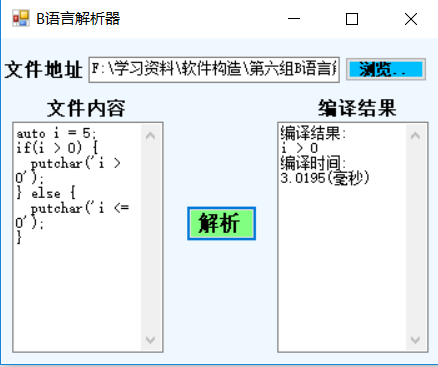 B语言解析器
文件地址 F:\学习资料\软件构造\第六组B语言 浏览..
文件内容 编译结果
auto i = 5;
if(i > 0) {
  putchar('i >
0');
} else {
  putchar('i <=
0');
}
解析
编译结果:
i > 0
编译时间:
3.0195(毫秒)